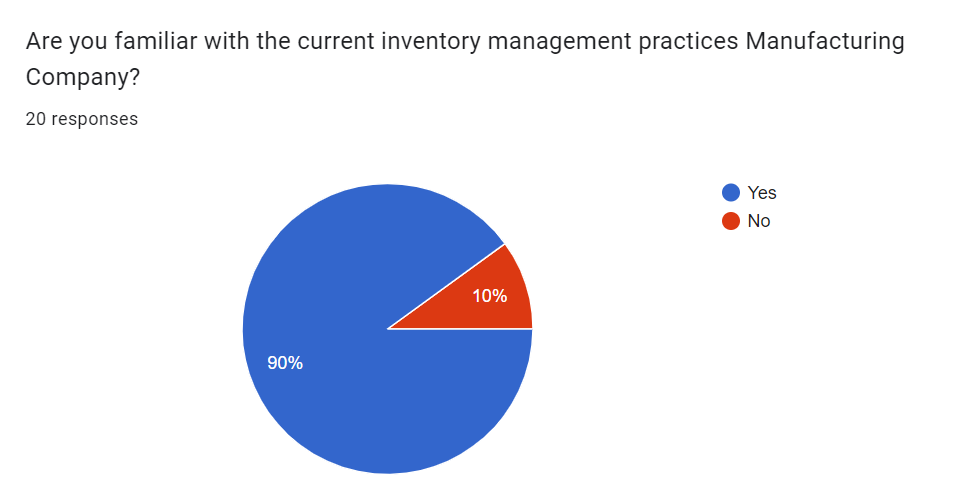 Are you familiar with the current inventory management practices Manufacturing
Company?
20 responses
Yes
No
10%
90%